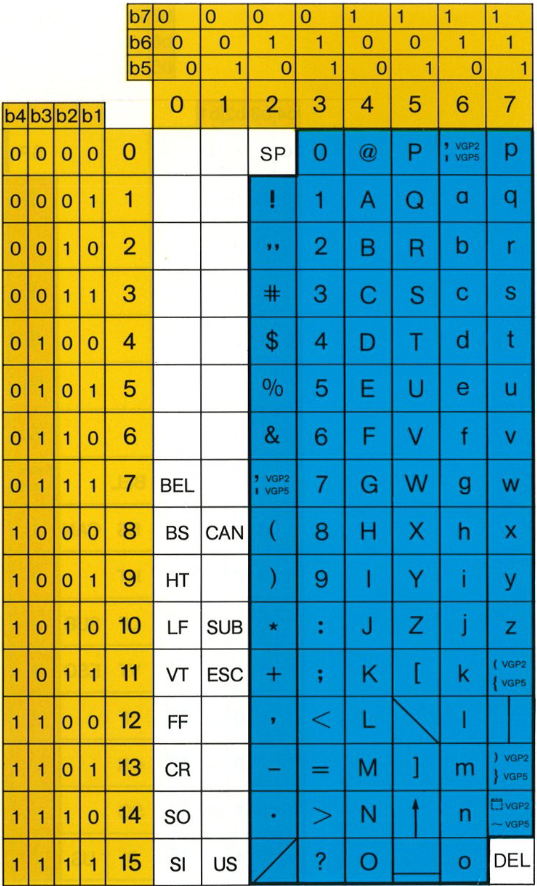 b7 0 0 0 0 1 1 1 1
b6 0 0 1 1 0 0 1 1
b5 0 1 0 1 0 1 0 1
b4 b3 b2 b1 0 1 2 3 4 5 6 7
0 0 0 0 0 SP 0 @ P ' VGP2 ¦ VGP5 p
0 0 0 1 1 ! 1 A Q a q
0 0 1 0 2 " 2 B R b r
0 0 1 1 3 # 3 C S c s
0 1 0 0 4 $ 4 D T d t
0 1 0 1 5 % 5 E U e u
0 1 1 0 6 & 6 F V f v
0 1 1 1 7 BEL ' VGP2 ¦ VGP5 7 G W g w
1 0 0 0 8 BS CAN ( 8 H X h x
1 0 0 1 9 HT ) 9 I Y i y
1 0 1 0 10 LF SUB * : J Z j z
1 0 1 1 11 VT ESC + ; K [ k ( VGP2 { VGP5
1 1 0 0 12 FF , < L \ l |
1 1 0 1 13 CR - = M ] m ) VGP2 } VGP5
1 1 1 0 14 SO . > N ↑ n VGP2 ~ VGP5
1 1 1 1 15 SI US / ? O _ o DEL